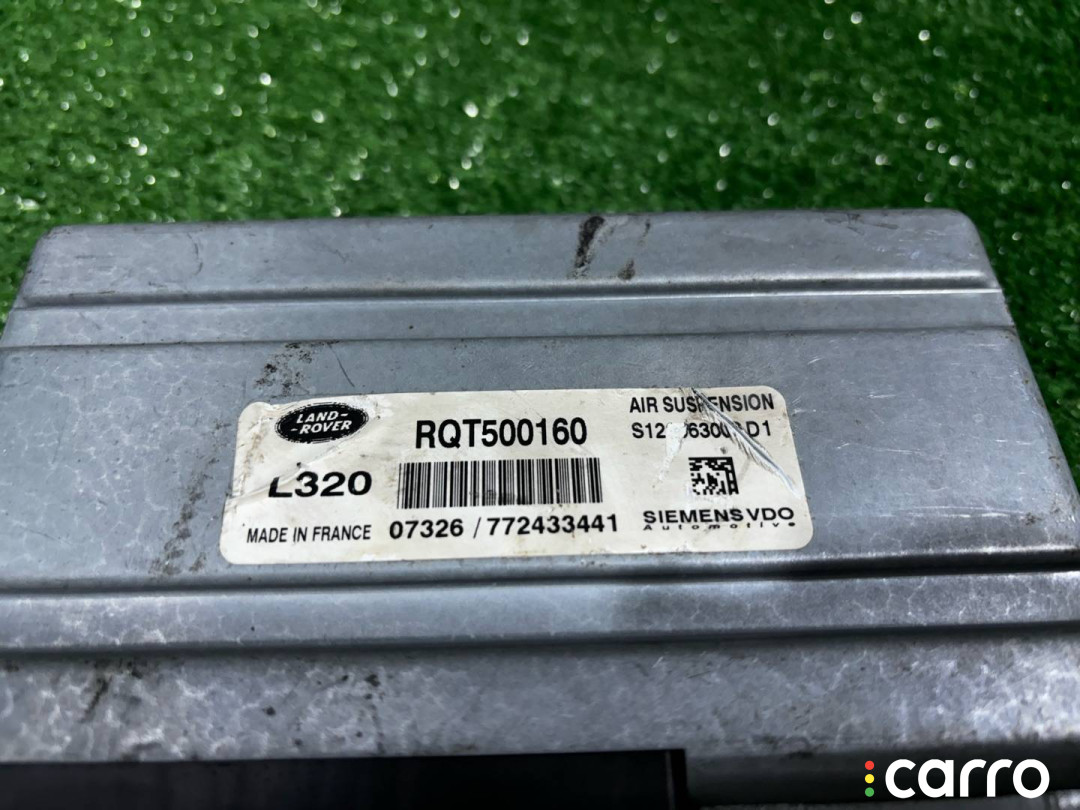 LAND-
ROVER
RQT500160
AIR SUSPENSION
L320
MADE IN FRANCE
07326 / 772433441
SIEMENS VDO
Automotive
carro